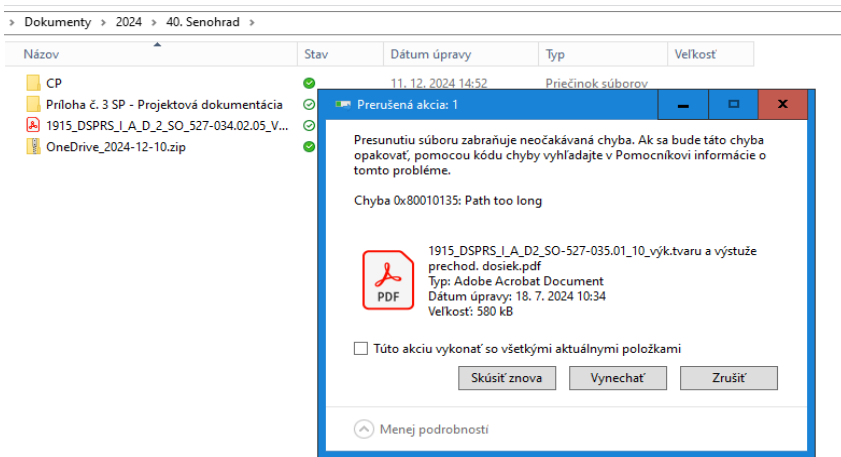 > Dokumenty > 2024 > 40. Senohrad >
Názov Stav Dátum úpravy Typ Veľkosť
CP 11. 12. 2024 14:52 Priečinok súborov
Príloha č. 3 SP - Projektová dokumentácia
1915_DSPRS_I_A_D_2_SO_527-034.02.05_V...
OneDrive_2024-12-10.zip
Prerušená akcia: 1
Presunutiu súboru zabraňuje neočakávaná chyba. Ak sa bude táto chyba
opakovať, pomocou kódu chyby vyhľadajte v Pomocníkovi informácie o
tomto probléme.
Chyba 0x80010135: Path too long
1915_DSPRS_I_A_D2_SO-527-035.01_10_výk.tvaru a výstuže
prechod. dosiek.pdf
Typ: Adobe Acrobat Document
Dátum úpravy: 18. 7. 2024 10:34
Veľkosť: 580 kB
PDF
Túto akciu vykonať so všetkými aktuálnymi položkami
Skúsiť znova Vynechať Zrušiť
Menej podrobností